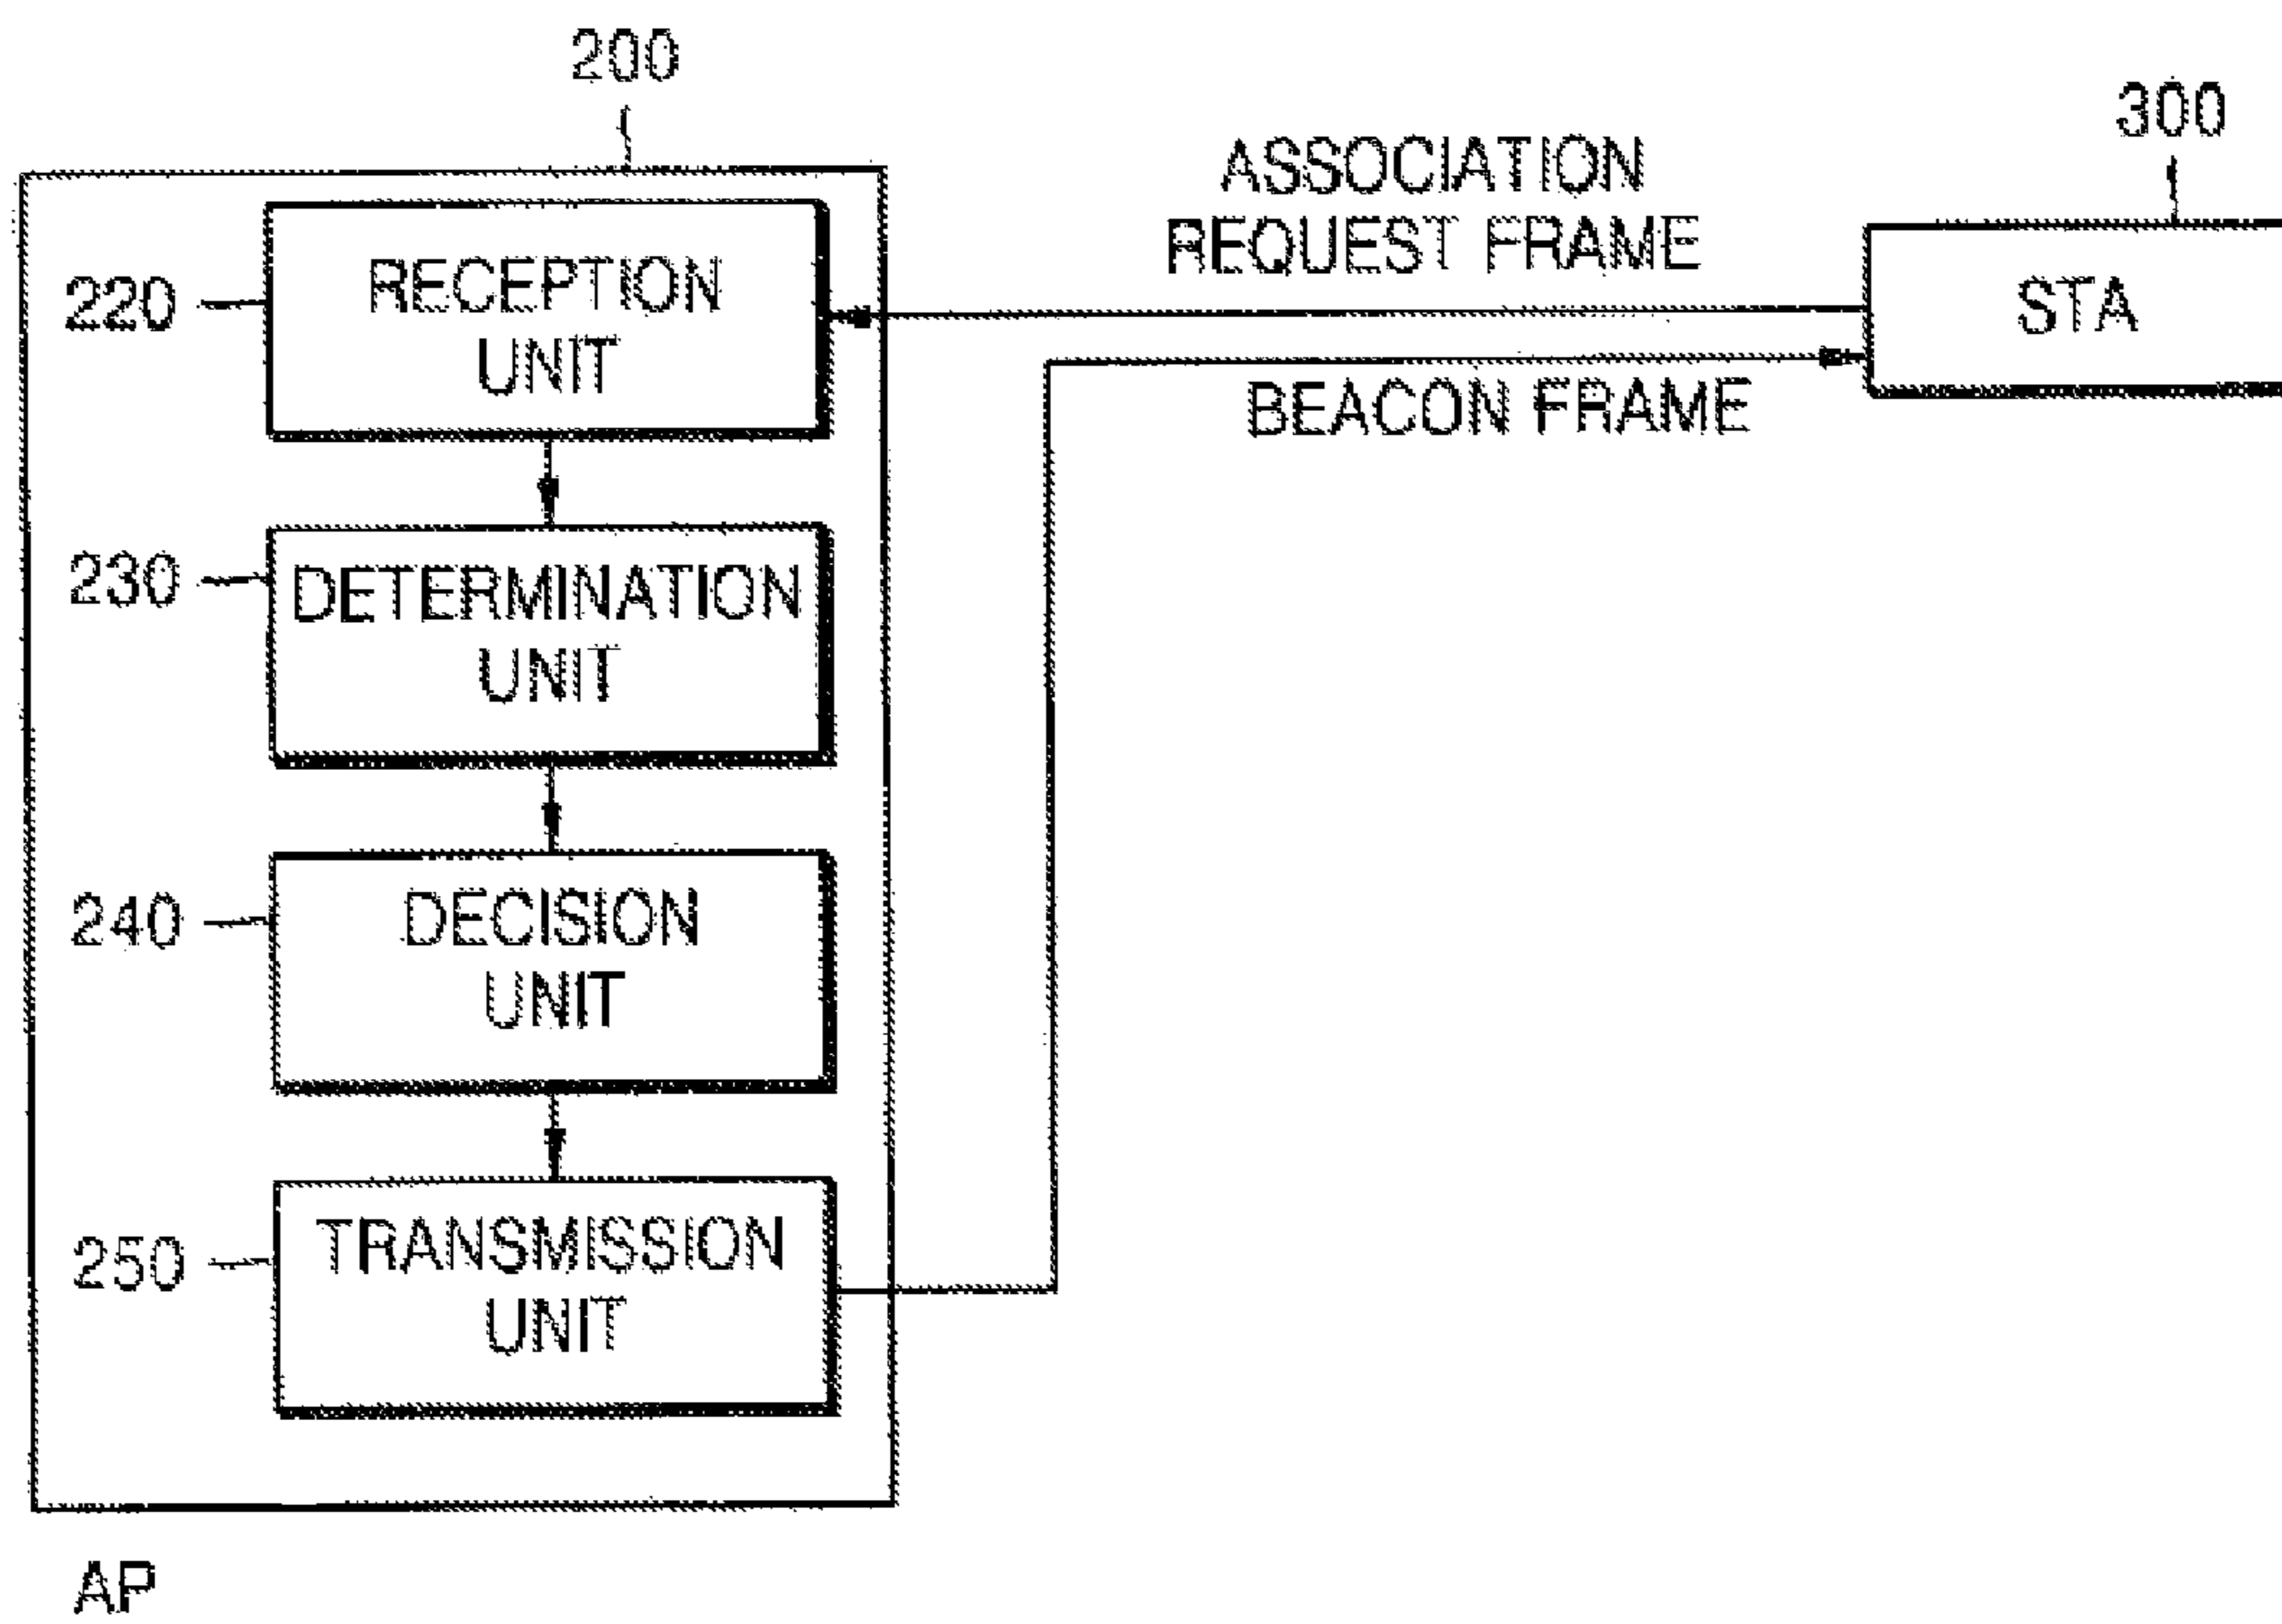 200
300
ASSOCIATION
REQUEST FRAME
220
RECEPTION
UNIT
STA
BEACON FRAME
230
DETERMINATION
UNIT
240
DECISION
UNIT
250
TRANSMISSION
UNIT
AP